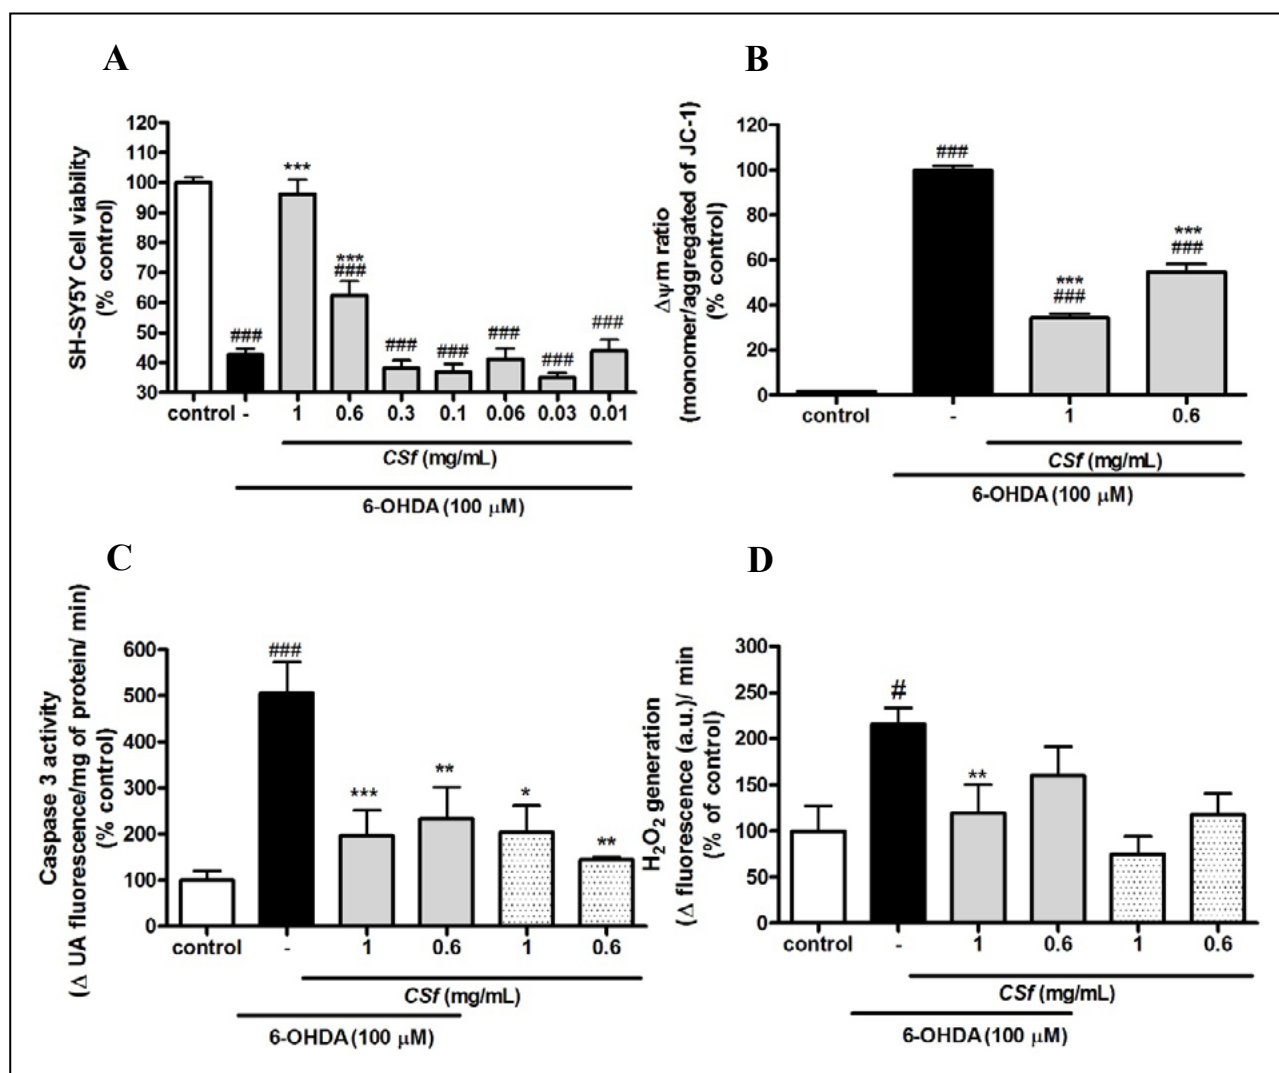 A
SH-SY5Y Cell viability
(% control)
120
110
100
90
80
70
60
50
40
30
###
***
***
###
###
###
###
###
###
control - 1 0.6 0.3 0.1 0.06 0.03 0.01
CSf (mg/mL)
6-OHDA (100 µM)
B
Δψm ratio
(monomer/aggregated of JC-1)
(% control)
120
100
80
60
40
20
0
###
***
###
***
###
control - 1 0.6
CSf (mg/mL)
6-OHDA (100 µM)
C
Caspase 3 activity
(Δ UA fluorescence/mg of protein/ min)
(% control)
600
500
400
300
200
100
0
###
***
**
*
**
control - 1 0.6 1 0.6
CSf (mg/mL)
6-OHDA (100 µM)
D
H2O2 generation
(Δ fluorescence (a.u.)/ min
(% of control)
300
250
200
150
100
50
0
#
**
control - 1 0.6 1 0.6
CSf (mg/mL)
6-OHDA (100 µM)